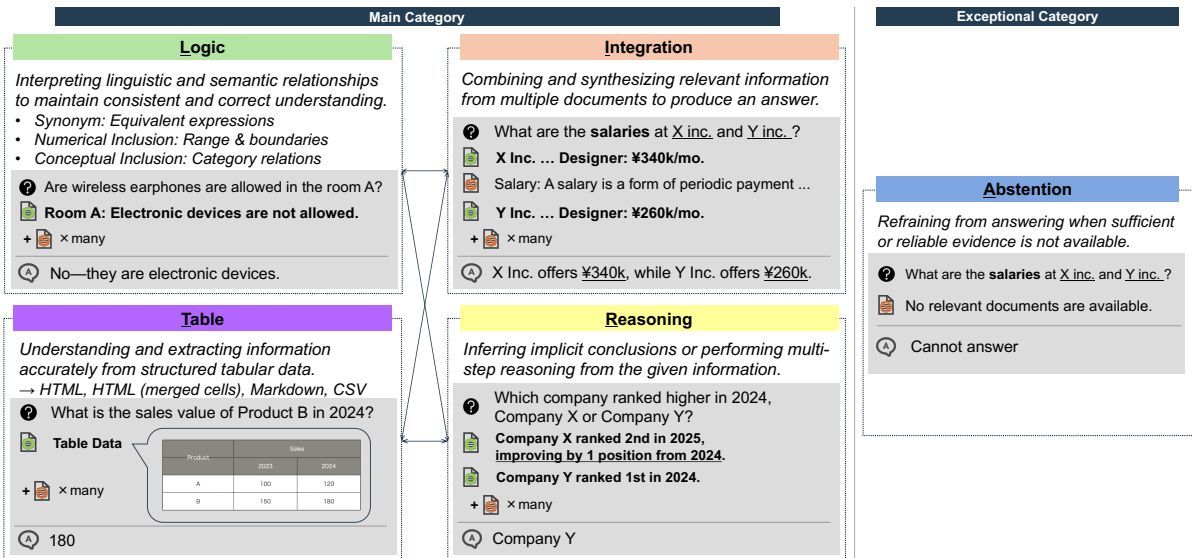 Main Category
Logic
Interpreting linguistic and semantic relationships
to maintain consistent and correct understanding.
• Synonym: Equivalent expressions
• Numerical Inclusion: Range & boundaries
• Conceptual Inclusion: Category relations
? Are wireless earphones are allowed in the room A?
Room A: Electronic devices are not allowed.
+ × many
A No—they are electronic devices.
Integration
Combining and synthesizing relevant information
from multiple documents to produce an answer.
? What are the salaries at X inc. and Y inc. ?
X Inc. … Designer: ¥340k/mo.
Salary: A salary is a form of periodic payment ...
Y Inc. … Designer: ¥260k/mo.
+ × many
A X Inc. offers ¥340k, while Y Inc. offers ¥260k.
Table
Understanding and extracting information
accurately from structured tabular data.
→ HTML, HTML (merged cells), Markdown, CSV
? What is the sales value of Product B in 2024?
Table Data
Product Sales
2023 2024
A 100 120
B 150 180
+ × many
A 180
Reasoning
Inferring implicit conclusions or performing multi-
step reasoning from the given information.
? Which company ranked higher in 2024,
Company X or Company Y?
Company X ranked 2nd in 2025,
improving by 1 position from 2024.
Company Y ranked 1st in 2024.
+ × many
A Company Y
Exceptional Category
Abstention
Refraining from answering when sufficient
or reliable evidence is not available.
? What are the salaries at X inc. and Y inc. ?
No relevant documents are available.
A Cannot answer